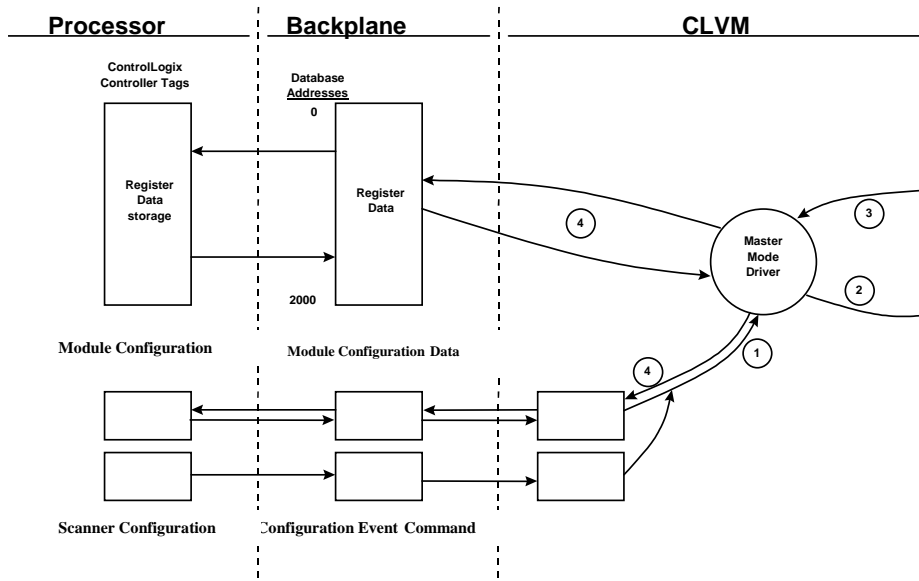 Processor
Backplane
CLVM
ControlLogix
Controller Tags
Database
Addresses
0
Register
Data
storage
Register
Data
4
3
Master
Mode
Driver
2
2000
1
Module Configuration
Module Configuration Data
4
Scanner Configuration
Configuration Event Command